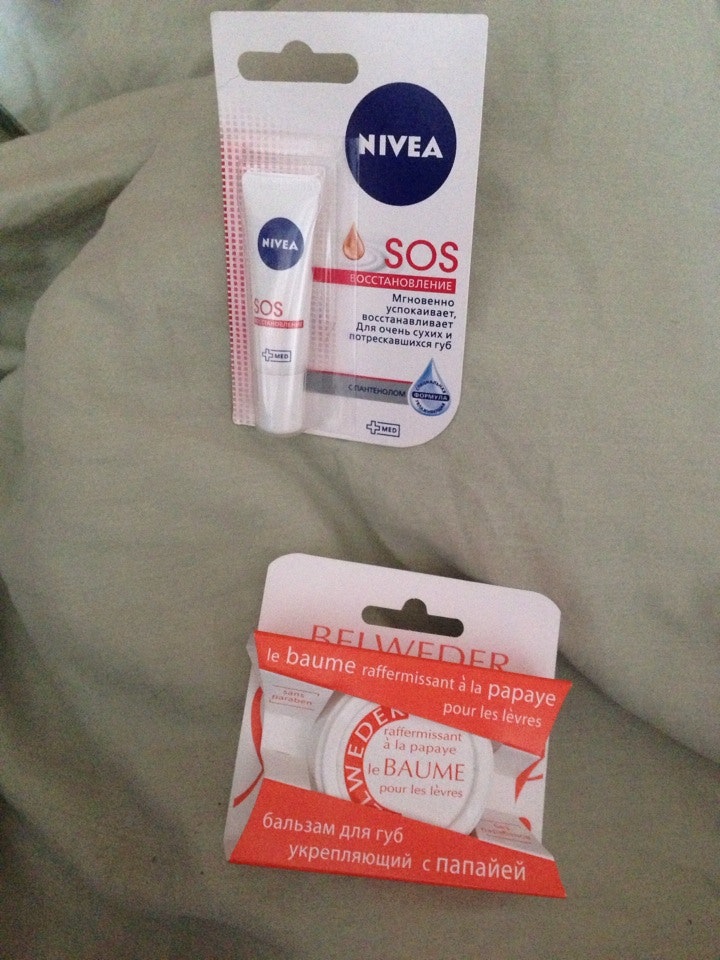 NIVEA
NIVEA
SOS
ВОССТАНОВЛЕНИЕ
Мгновенно
успокаивает,
восстанавливает
Для очень сухих и
потрескавшихся губ
SOS
ВОССТАНОВЛЕНИЕ
MED
С ПАНТЕНОЛОМ
ФОРМУЛА
MED
BELWEDER
le baume raffermissant à la papaye
pour les lèvres
sans
paraben
LWEDER
raffermissant
à la papaye
le BAUME
pour les lèvres
бальзам для губ
укрепляющий с папайей